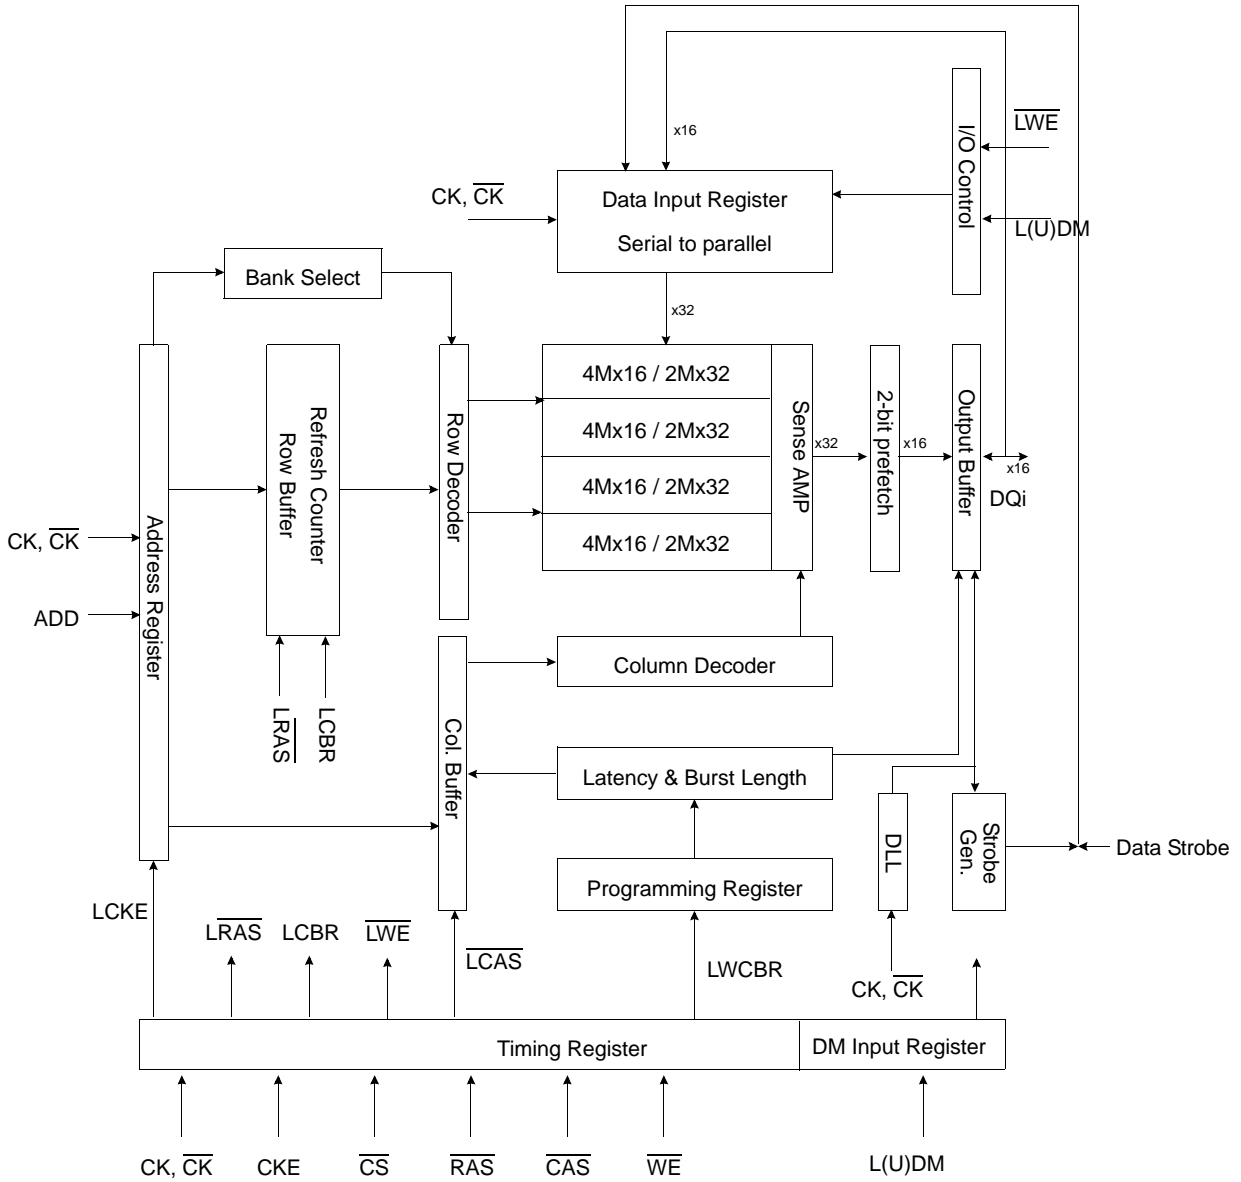 x16
LWE
I/O Control
CK, CK
Data Input Register
Serial to parallel
L(U)DM
Bank Select
x32
Address Register
Refresh Counter
Row Buffer
Row Decoder
4Mx16 / 2Mx32
4Mx16 / 2Mx32
4Mx16 / 2Mx32
4Mx16 / 2Mx32
Sense AMP
x32
2-bit prefetch
x16
Output Buffer
x16
DQi
CK, CK
ADD
LRAS
LCBR
Col. Buffer
Column Decoder
Latency & Burst Length
Programming Register
DLL
Strobe
Gen.
Data Strobe
LCKE
LRAS
LCBR
LWE
LCAS
LWCBR
CK, CK
Timing Register
DM Input Register
CK, CK
CKE
CS
RAS
CAS
WE
L(U)DM